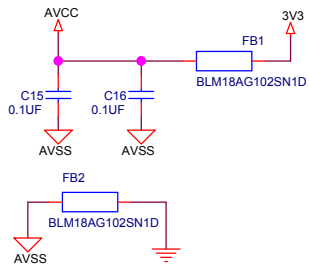 AVCC
3V3
FB1
BLM18AG102SN1D
C15
0.1UF
C16
0.1UF
AVSS
AVSS
FB2
BLM18AG102SN1D
AVSS